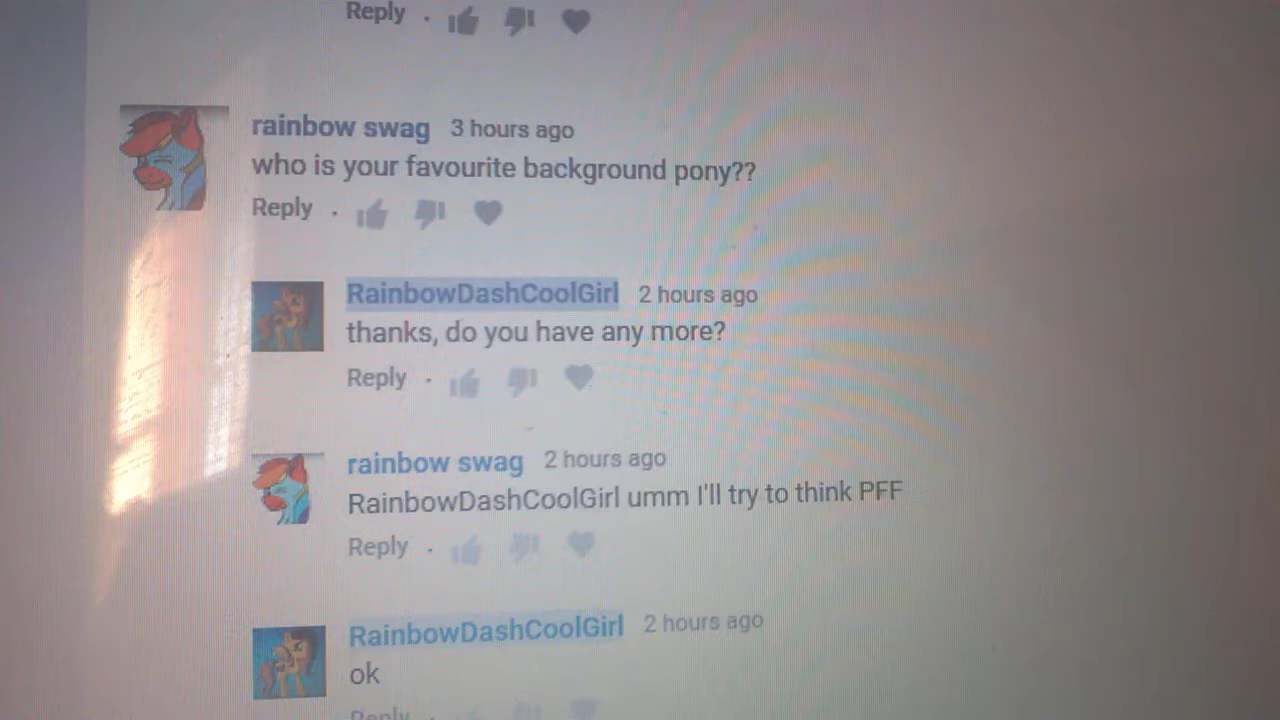 Reply ·
rainbow swag 3 hours ago
who is your favourite background pony??
Reply ·
RainbowDashCoolGirl 2 hours ago
thanks, do you have any more?
Reply ·
rainbow swag 2 hours ago
RainbowDashCoolGirl umm I'll try to think PFF
Reply ·
RainbowDashCoolGirl 2 hours ago
ok
Reply